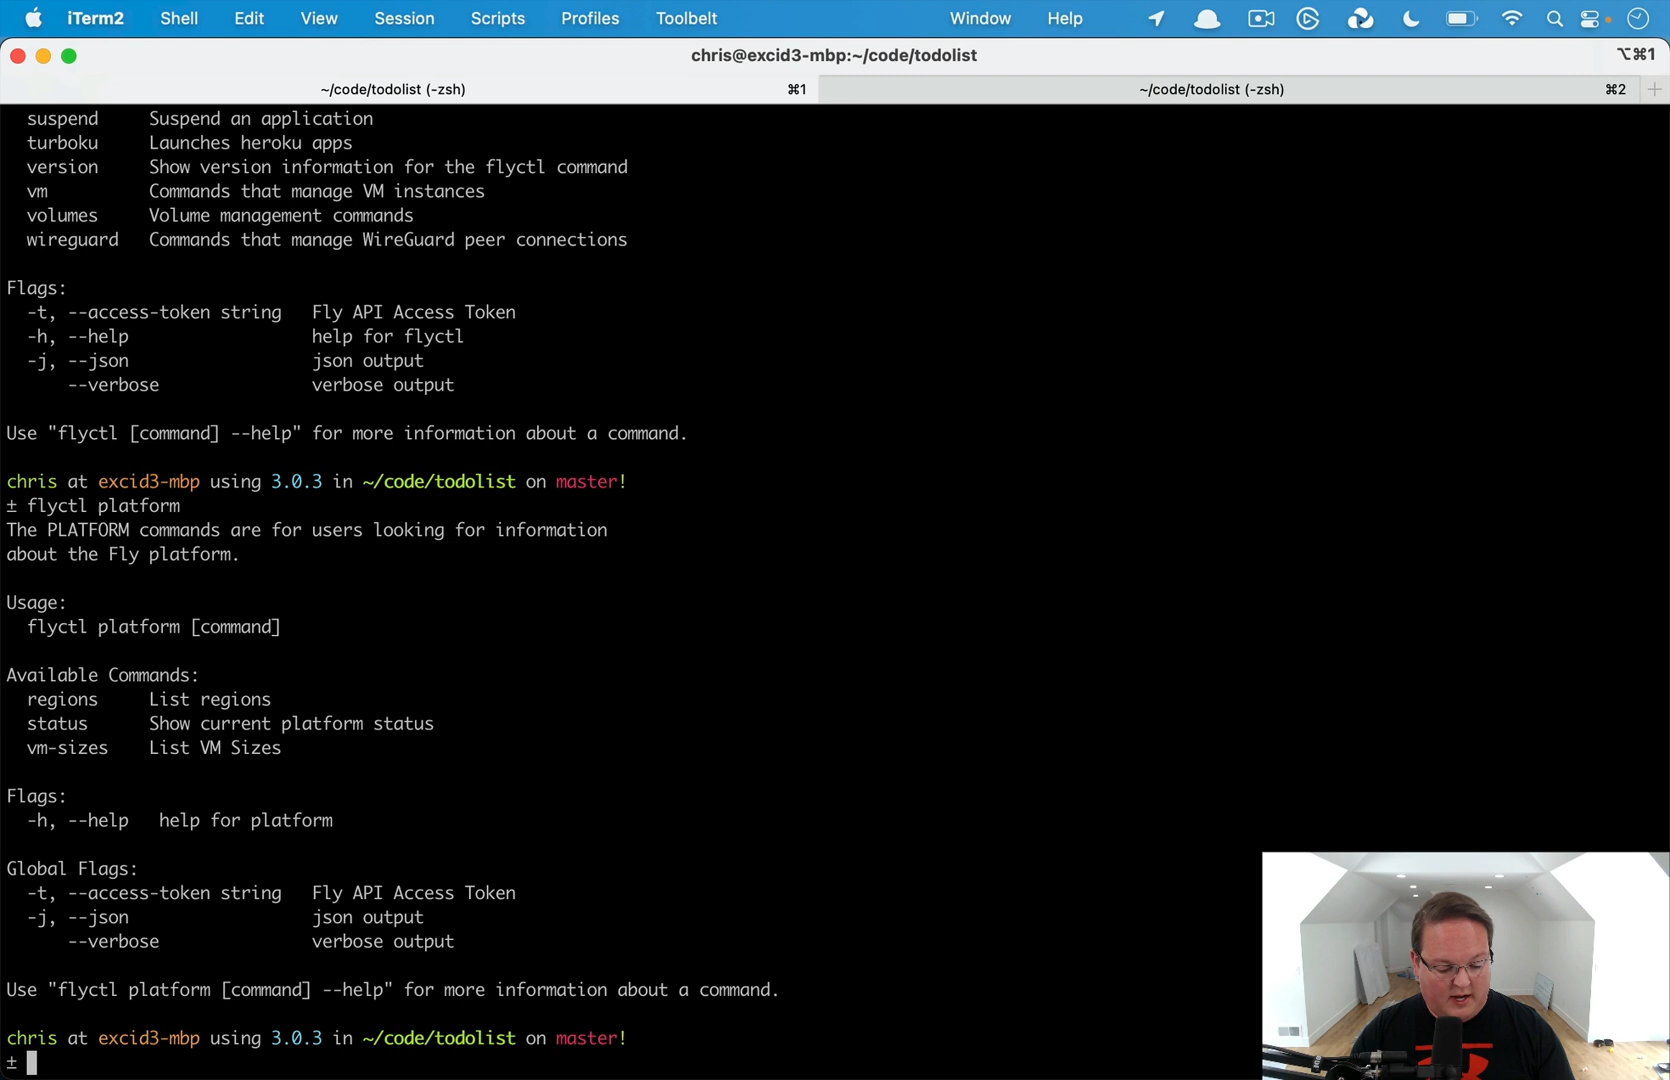 iTerm2 Shell Edit View Session Scripts Profiles Toolbelt Window Help
chris@excid3-mbp:~/code/todolist ⌥⌘1
~/code/todolist (-zsh) ⌘1 ~/code/todolist (-zsh) ⌘2 +
suspend Suspend an application
turboku Launches heroku apps
version Show version information for the flyctl command
vm Commands that manage VM instances
volumes Volume management commands
wireguard Commands that manage WireGuard peer connections
Flags:
-t, --access-token string Fly API Access Token
-h, --help help for flyctl
-j, --json json output
--verbose verbose output
Use "flyctl [command] --help" for more information about a command.
chris at excid3-mbp using 3.0.3 in ~/code/todolist on master!
± flyctl platform
The PLATFORM commands are for users looking for information
about the Fly platform.
Usage:
flyctl platform [command]
Available Commands:
regions List regions
status Show current platform status
vm-sizes List VM Sizes
Flags:
-h, --help help for platform
Global Flags:
-t, --access-token string Fly API Access Token
-j, --json json output
--verbose verbose output
Use "flyctl platform [command] --help" for more information about a command.
chris at excid3-mbp using 3.0.3 in ~/code/todolist on master!
±